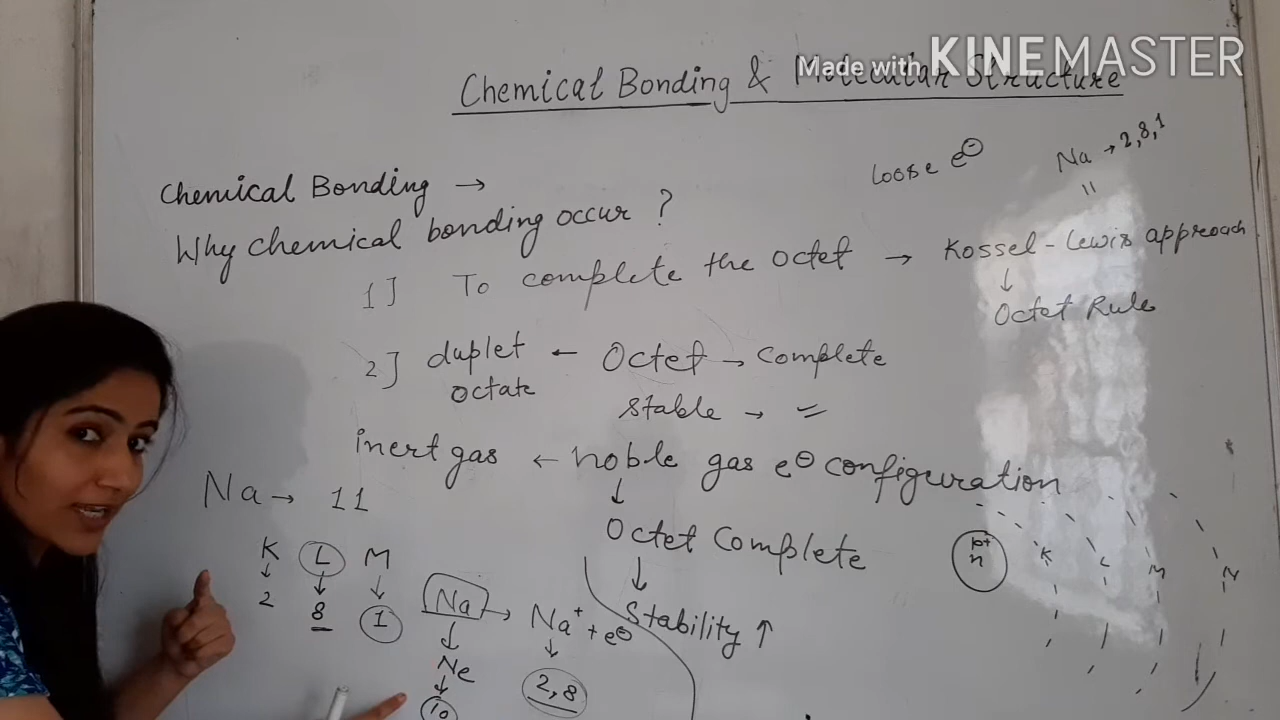 Made with KINEMASTER
Chemical Bonding & Molecular Structure
loose e⊖
Na → 2,8,1
Chemical Bonding →
Why chemical bonding occur ?
1] To complete the octet → Kossel-Lewis approach
↓
Octet Rule
2] duplet ← Octet → complete
octate
stable → =
inert gas ← noble gas e⊖ configuration
↓
Octet Complete
↓
Stability ↑
Na → 11
K L M
↓ ↓ ↓
2 8 1
Na → Na⁺ + e⊖
↓ ↓
Ne 2,8
↓
10
n
K L M N